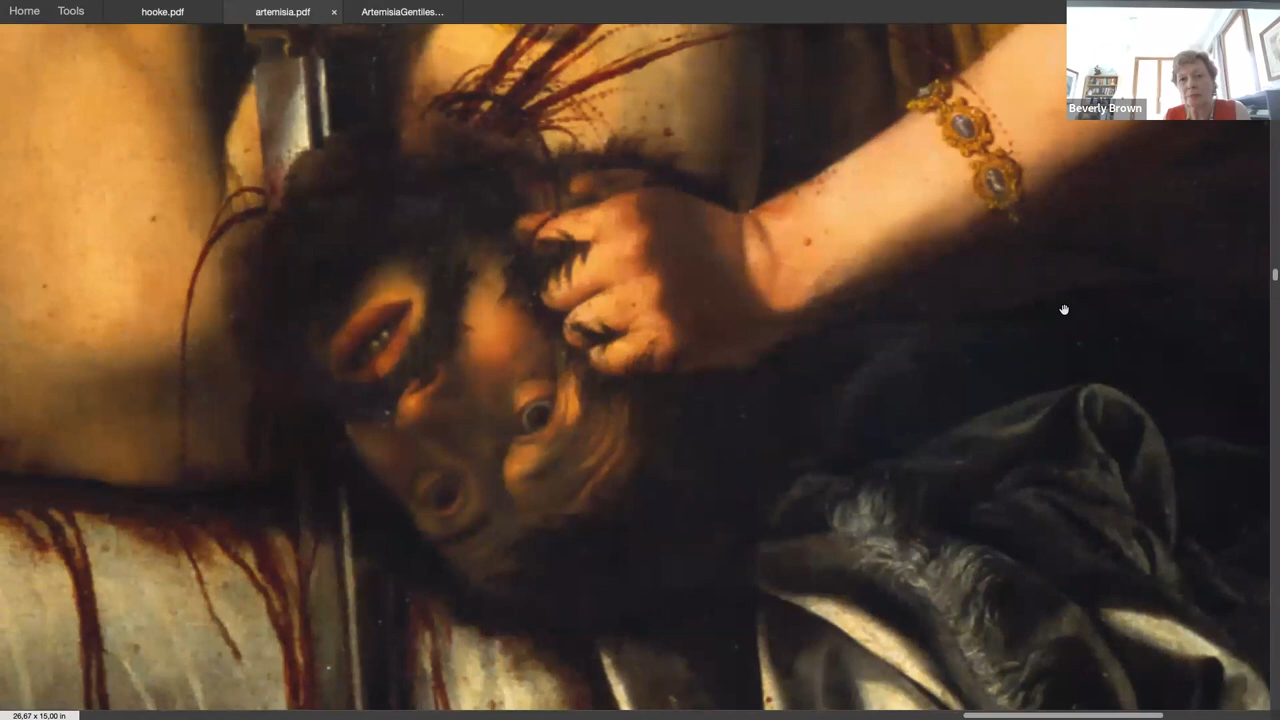 Home Tools hooke.pdf artemisia.pdf × ArtemisiaGentiles...
Beverly Brown
26,67 x 15,00 in